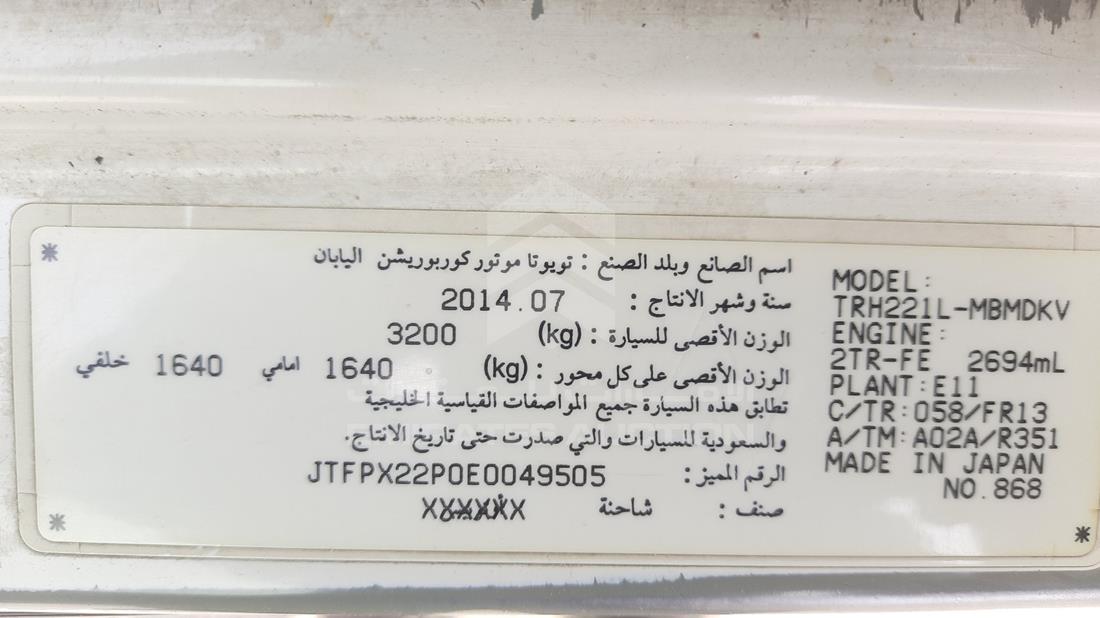 اسم الصانع وبلد الصنع : تويوتا موتور كوربوريشن اليابان
سنة وشهر الانتاج : 2014.07
الوزن الأقصى للسيارة : (kg) 3200
الوزن الأقصى على كل محور : (kg) 1640 امامي 1640 خلفي
تطابق هذه السيارة جميع المواصفات القياسية الخليجية
والسعودية للسيارات والتي صدرت حتى تاريخ الانتاج.
الرقم المميز : JTFPX22P0E0049505
صنف : شاحنة XXXXXX
MODEL:
TRH221L-MBMDKV
ENGINE:
2TR-FE 2694mL
PLANT:E11
C/TR:058/FR13
A/TM:A02A/R351
MADE IN JAPAN
NO.868
EMIRATES AUCTION